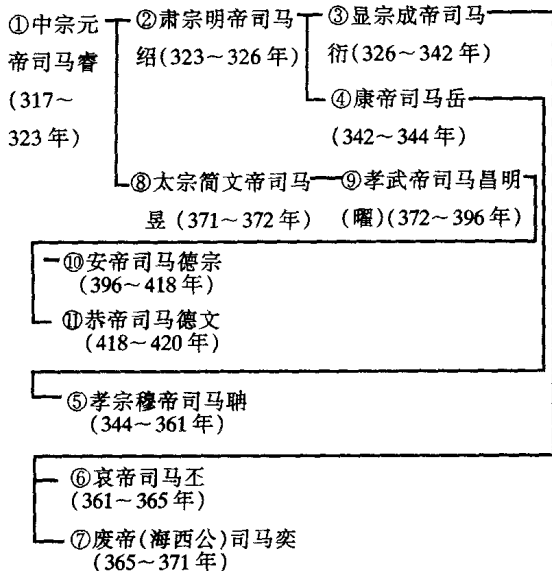 ①中宗元
帝司马睿
(317～
323年)
②肃宗明帝司马
绍(323～326年)
③显宗成帝司马
衍(326～342年)
④康帝司马岳
(342～344年)
⑧太宗简文帝司马
昱(371～372年)
⑨孝武帝司马昌明
(曜)(372～396年)
⑩安帝司马德宗
(396～418年)
⑪恭帝司马德文
(418～420年)
⑤孝宗穆帝司马聃
(344～361年)
⑥哀帝司马丕
(361～365年)
⑦废帝(海西公)司马奕
(365～371年)